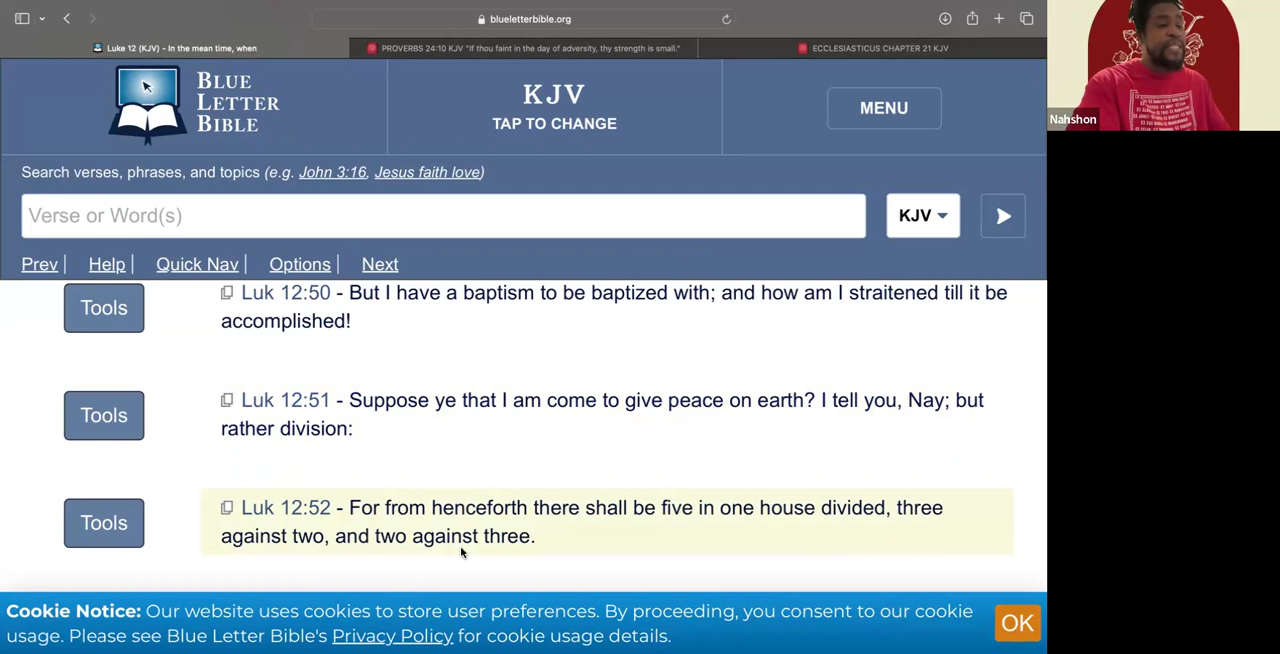 blueletterbible.org
Luke 12 (KJV) - In the mean time, when
PROVERBS 24:10 KJV "If thou faint in the day of adversity, thy strength is small."
ECCLESIASTICUS CHAPTER 21 KJV
BLUE
LETTER
BIBLE
KJV
TAP TO CHANGE
MENU
Nahshon
Search verses, phrases, and topics (e.g. John 3:16, Jesus faith love)
Verse or Word(s)
KJV
Prev | Help | Quick Nav | Options | Next
Tools
Luk 12:50 - But I have a baptism to be baptized with; and how am I straitened till it be
accomplished!
Tools
Luk 12:51 - Suppose ye that I am come to give peace on earth? I tell you, Nay; but
rather division:
Tools
Luk 12:52 - For from henceforth there shall be five in one house divided, three
against two, and two against three.
Cookie Notice: Our website uses cookies to store user preferences. By proceeding, you consent to our cookie
usage. Please see Blue Letter Bible's Privacy Policy for cookie usage details.
OK